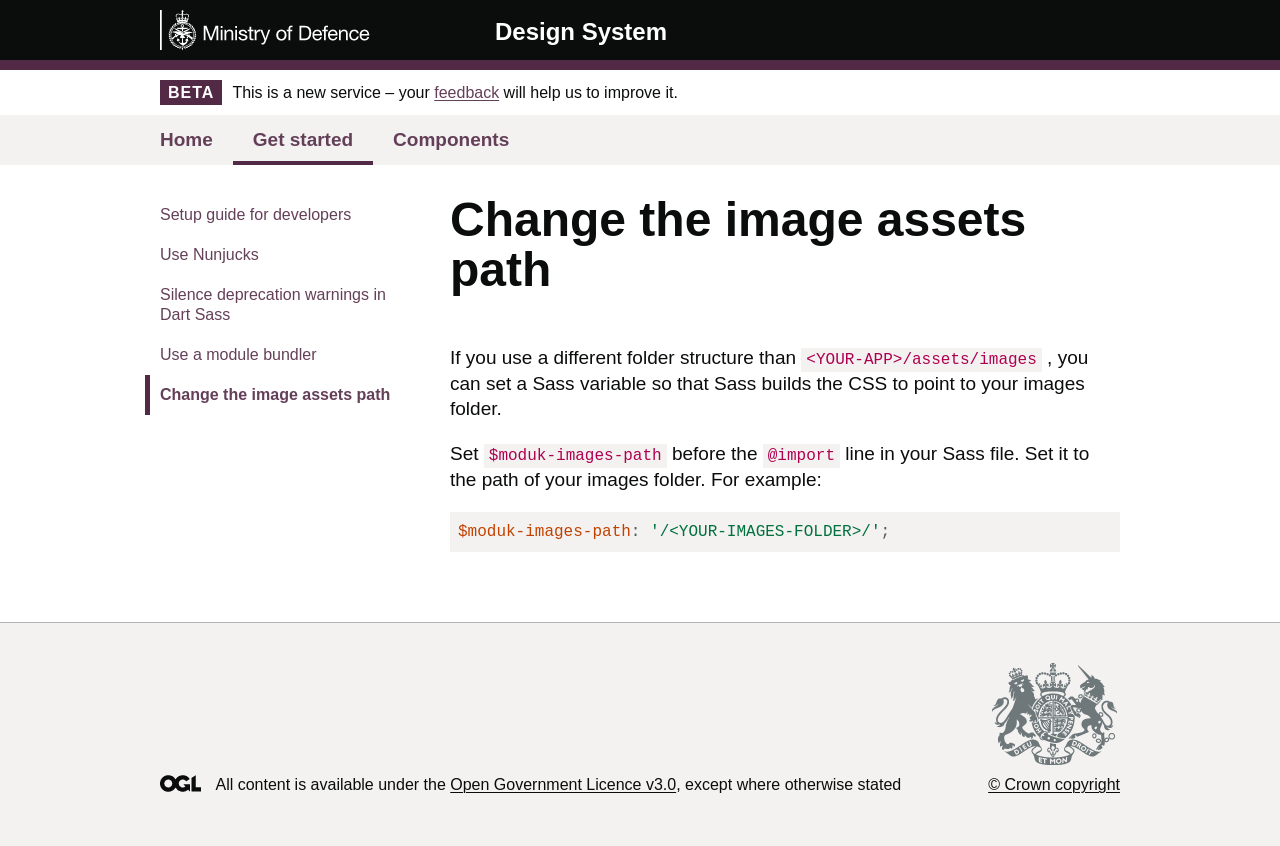 Ministry of Defence
Design System
BETA This is a new service – your feedback will help us to improve it.
Home Get started Components
Setup guide for developers
Use Nunjucks
Silence deprecation warnings in
Dart Sass
Use a module bundler
Change the image assets path
Change the image assets
path
If you use a different folder structure than <YOUR-APP>/assets/images , you
can set a Sass variable so that Sass builds the CSS to point to your images
folder.
Set $moduk-images-path before the @import line in your Sass file. Set it to
the path of your images folder. For example:
$moduk-images-path: '/<YOUR-IMAGES-FOLDER>/';
OGL All content is available under the Open Government Licence v3.0, except where otherwise stated
DIEU ET MON DROIT
© Crown copyright